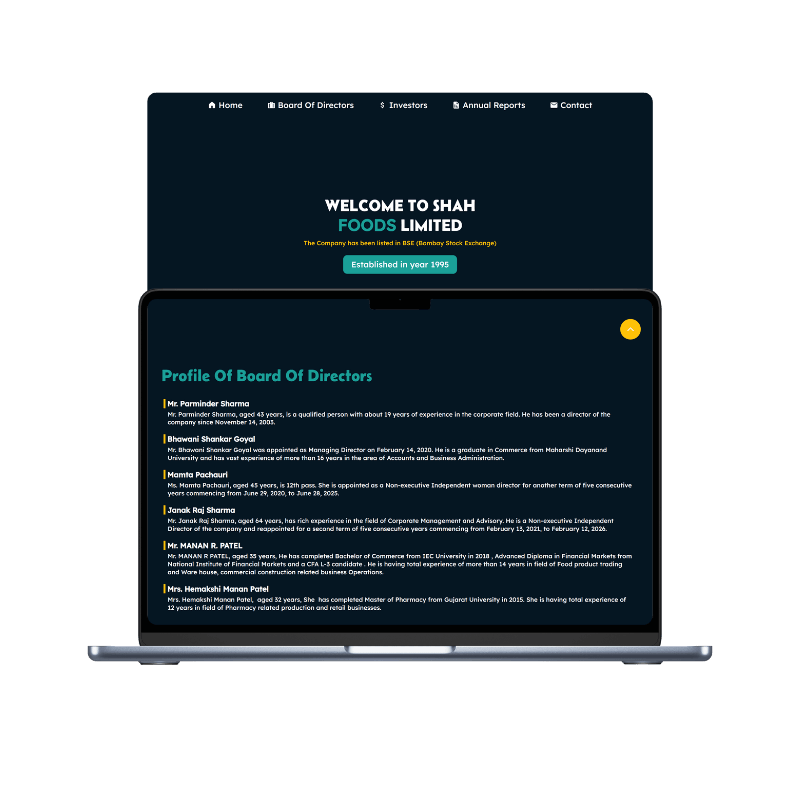 Home Board Of Directors Investors Annual Reports Contact
WELCOME TO SHAH
FOODS LIMITED
The Company has been listed in BSE (Bombay Stock Exchange)
Established in year 1995
Profile Of Board Of Directors
Mr. Parminder Sharma
Mr. Parminder Sharma, aged 43 years, is a qualified person with about 19 years of experience in the corporate field. He has been a director of the
company since November 14, 2003.
Bhawani Shankar Goyal
Mr. Bhawani Shankar Goyal was appointed as Managing Director on February 14, 2020. He is a graduate in Commerce from Maharshi Dayanand
University and has vast experience of more than 16 years in the area of Accounts and Business Administration.
Mamta Pachauri
Ms. Mamta Pachauri, aged 45 years, is 12th pass. She is appointed as a Non-executive Independent woman director for another term of five consecutive
years commencing from June 29, 2020, to June 28, 2025.
Janak Raj Sharma
Mr. Janak Raj Sharma, aged 64 years, has rich experience in the field of Corporate Management and Advisory. He is a Non-executive Independent
Director of the company and reappointed for a second term of five consecutive years commencing from February 13, 2021, to February 12, 2026.
Mr. MANAN R. PATEL
Mr. MANAN R PATEL, aged 35 years, He has completed Bachelor of Commerce from IEC University in 2018 , Advanced Diploma in Financial Markets from
National Institute of Financial Markets and a CFA L-3 candidate . He is having total experience of more than 14 years in field of Food product trading
and Ware house, commercial construction related business Operations.
Mrs. Hemakshi Manan Patel
Mrs. Hemakshi Manan Patel, aged 32 years, She has completed Master of Pharmacy from Gujarat University in 2015. She is having total experience of
12 years in field of Pharmacy related production and retail businesses.